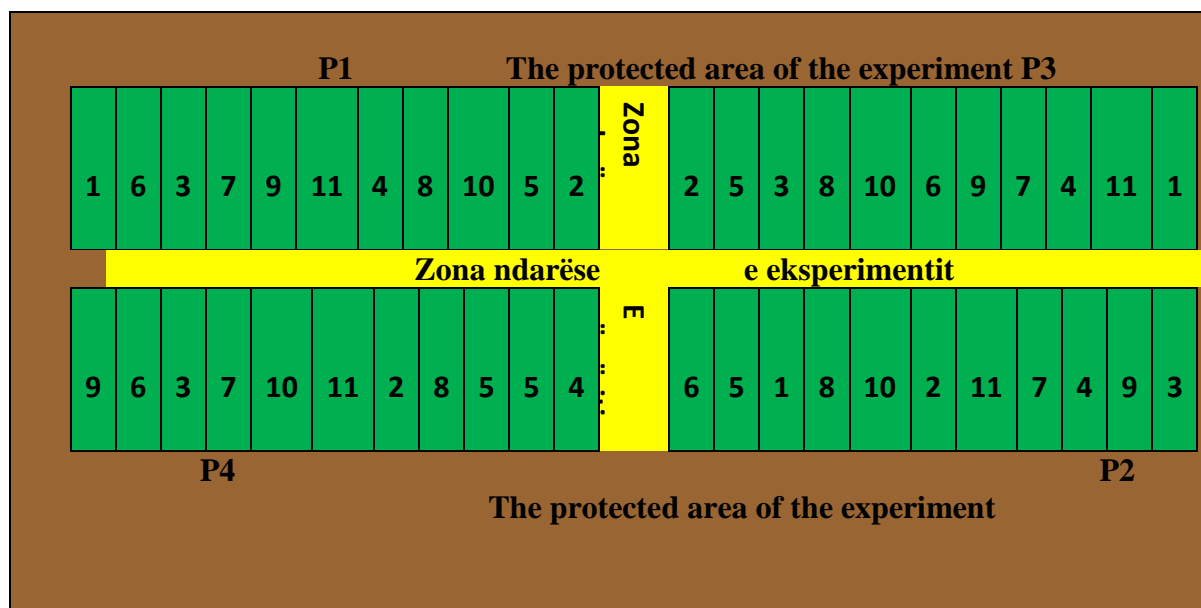 P1 The protected area of the experiment P3
Zona
1 6 3 7 9 11 4 8 10 5 2 2 5 3 8 10 6 9 7 4 11 1
Zona ndarëse e eksperimentit
E
9 6 3 7 10 11 2 8 5 5 4 6 5 1 8 10 2 11 7 4 9 3
P4 P2
The protected area of the experiment